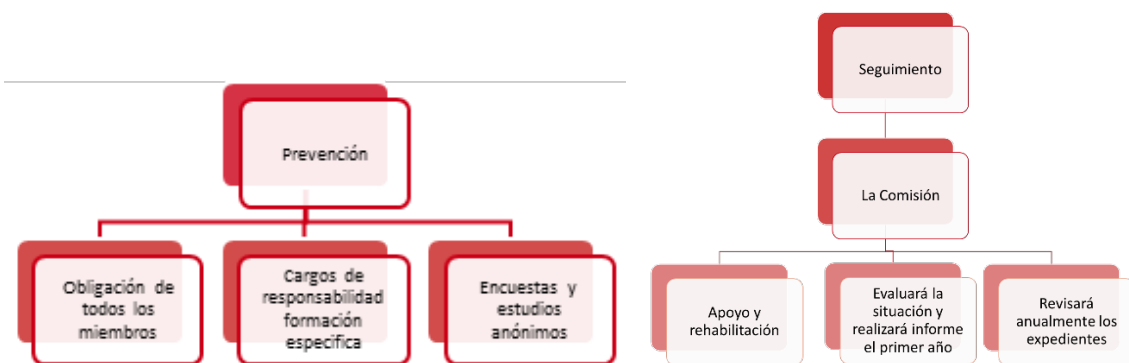 Prevención
Obligación de
todos los
miembros
Cargos de
responsabilidad
formación
especifica
Encuestas y
estudios
anónimos
Seguimiento
La Comisión
Apoyo y
rehabilitación
Evaluará la
situación y
realizará informe
el primer año
Revisará
anualmente los
expedientes